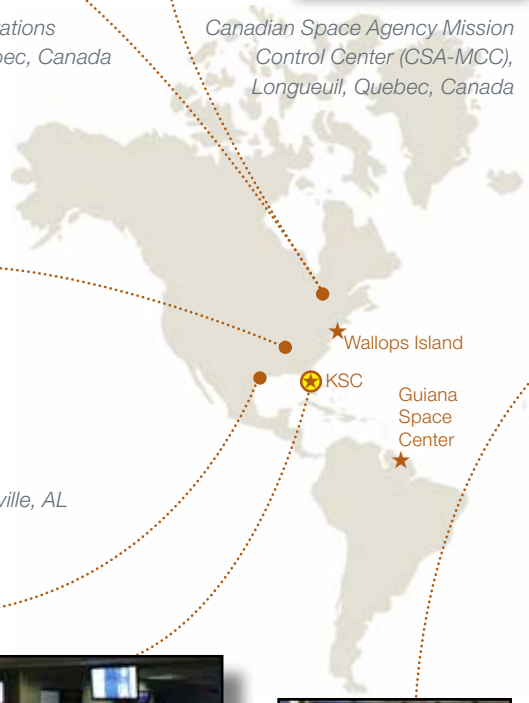 ations
ec, Canada
Canadian Space Agency Mission
Control Center (CSA-MCC),
Longueuil, Quebec, Canada
Wallops Island
KSC
Guiana
Space
Center
ville, AL